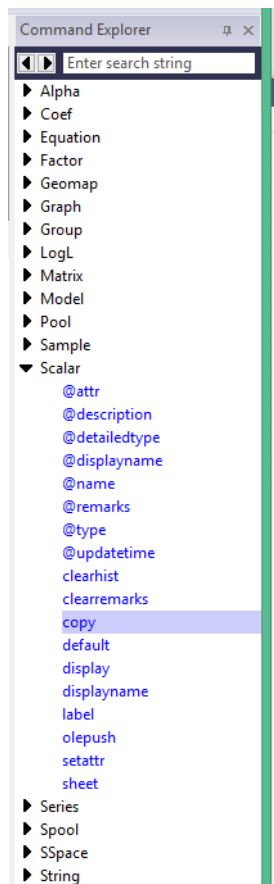 Command Explorer
Enter search string
Alpha
Coef
Equation
Factor
Geomap
Graph
Group
LogL
Matrix
Model
Pool
Sample
Scalar
@attr
@description
@detailedtype
@displayname
@name
@remarks
@type
@updatetime
clearhist
clearremarks
copy
default
display
displayname
label
olepush
setattr
sheet
Series
Spool
SSpace
String